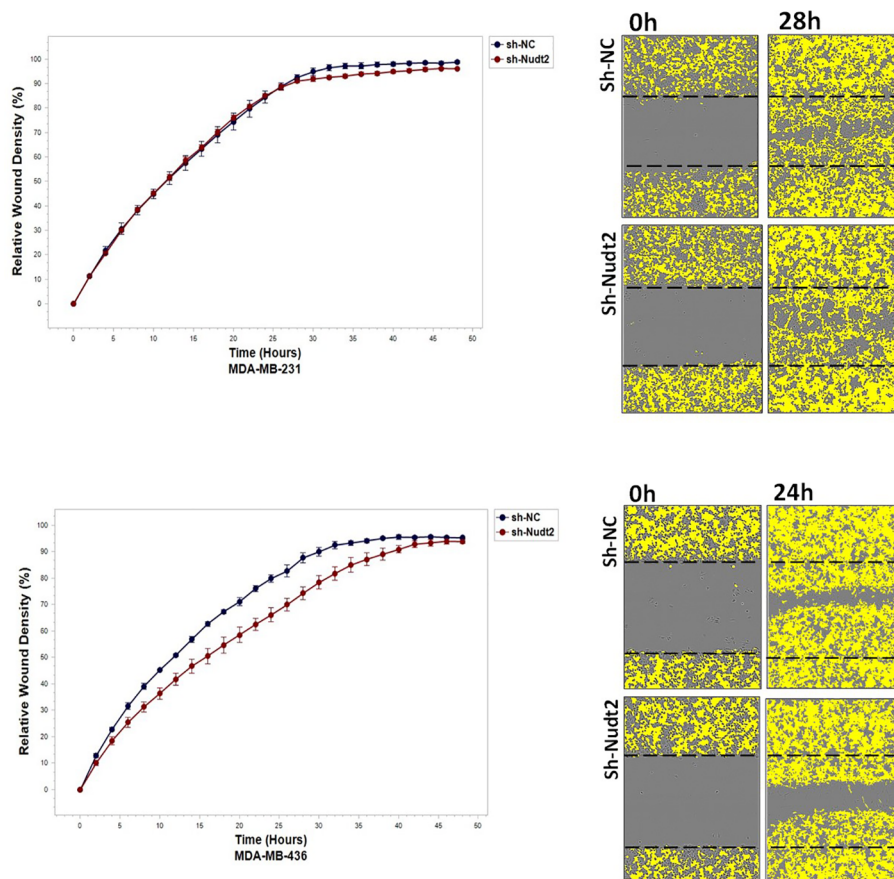 sh-NC
sh-Nudt2
100
90
80
70
60
50
40
30
20
10
0
Relative Wound Density (%)
0 5 10 15 20 25 30 35 40 45 50
Time (Hours)
MDA-MB-231
0h 28h
Sh-NC
Sh-Nudt2
sh-NC
sh-Nudt2
100
90
80
70
60
50
40
30
20
10
0
Relative Wound Density (%)
0 5 10 15 20 25 30 35 40 45 50
Time (Hours)
MDA-MB-436
0h 24h
Sh-NC
Sh-Nudt2